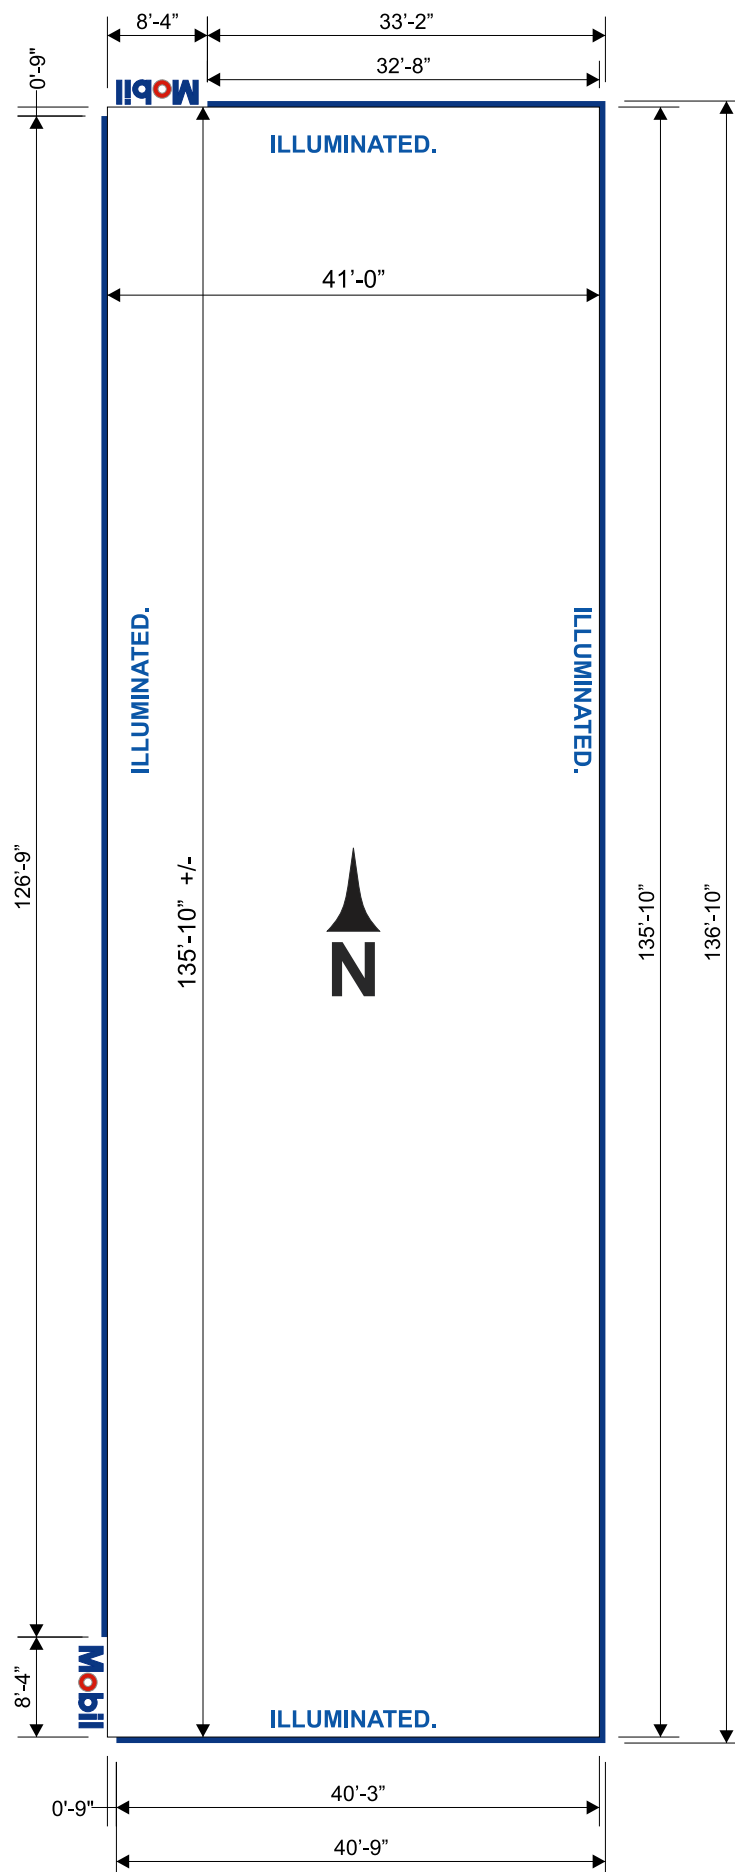 8'-4”
33'-2”
32'-8”
0'-9"
Mobil
ILLUMINATED.
41'-0”
ILLUMINATED.
ILLUMINATED.
126'-9”
135'-10” +/-
N
135'-10”
136'-10”
8'-4”
Mobil
ILLUMINATED.
0'-9"
40'-3”
40'-9”